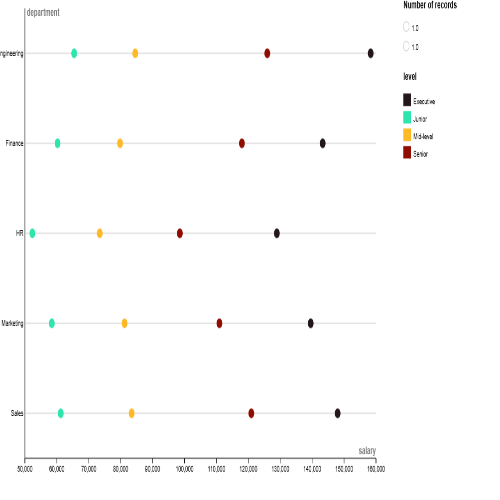 department
Number of records
1.0
1.0
level
Executive
Junior
Mid-level
Senior
ngineering
Finance
HR
Marketing
Sales
salary
50,000 60,000 70,000 80,000 90,000 100,000 110,000 120,000 130,000 140,000 150,000 160,000